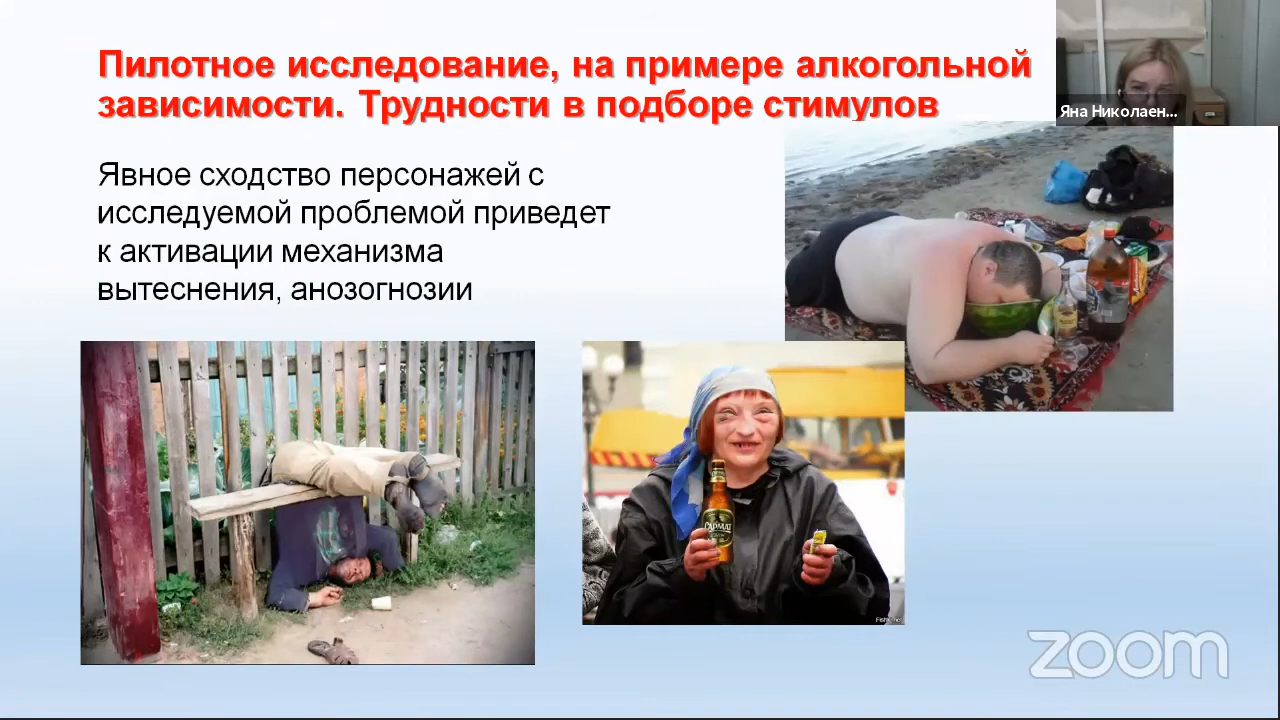 Пилотное исследование, на примере алкогольной
зависимости. Трудности в подборе стимулов
Яна Николаен...
Явное сходство персонажей с
исследуемой проблемой приведет
к активации механизма
вытеснения, анозогнозии
САРМАТ
zoom